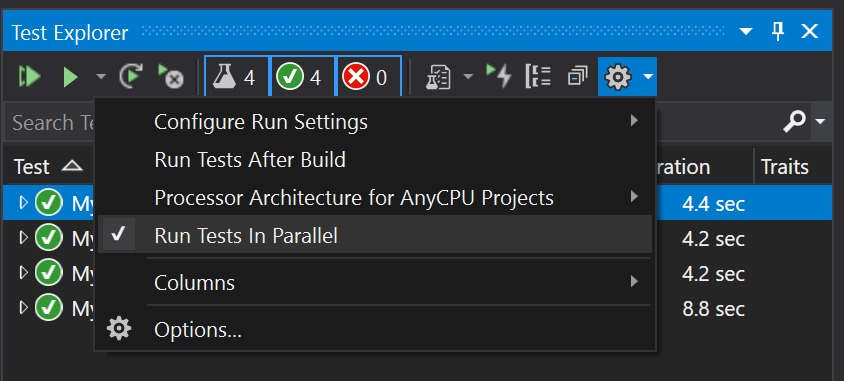 Test Explorer
4 4 0
Configure Run Settings
Search Te
Run Tests After Build
Test ration Traits
Processor Architecture for AnyCPU Projects
My 4.4 sec
Run Tests In Parallel
My 4.2 sec
My 4.2 sec
Columns
My 8.8 sec
Options...